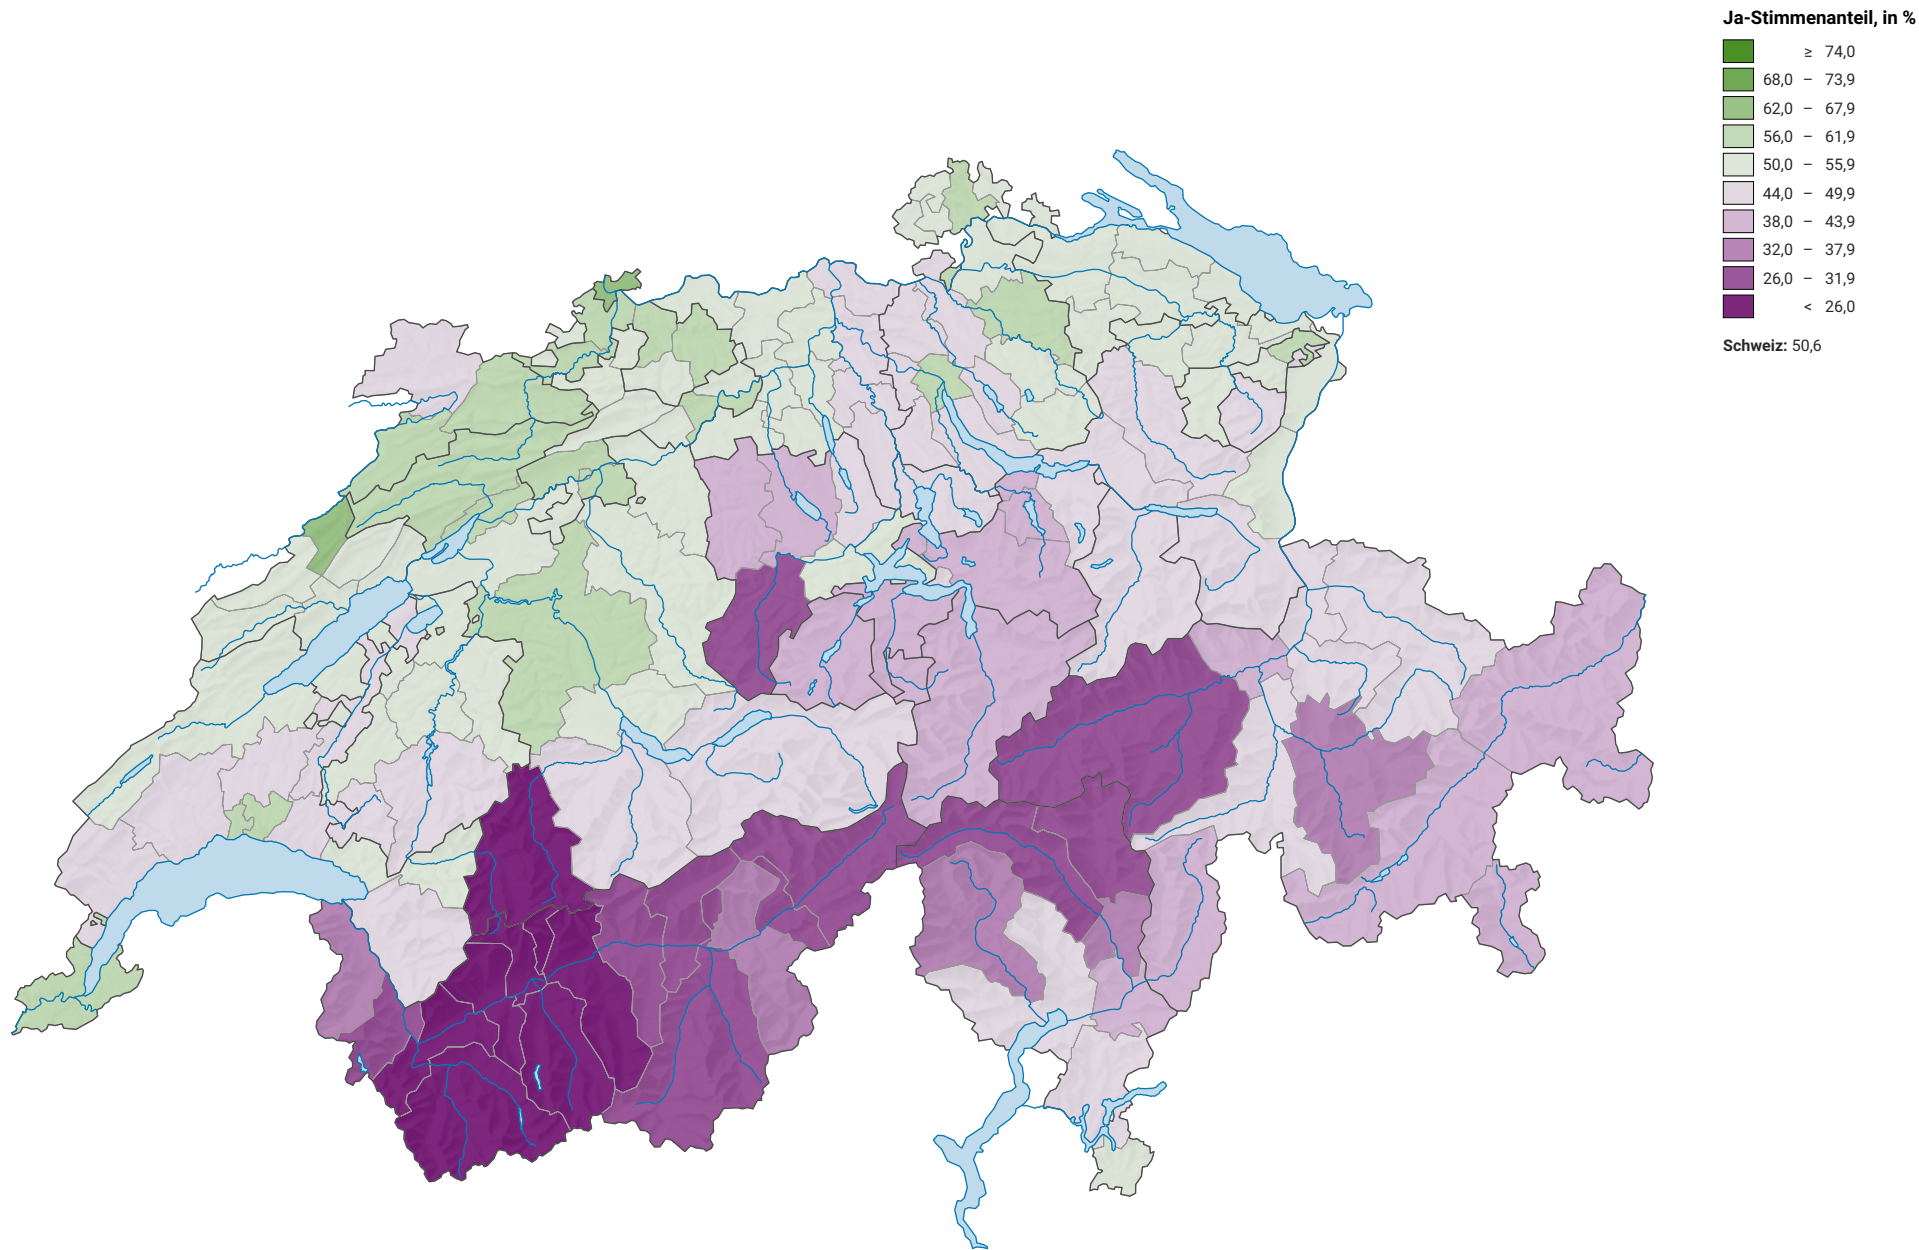 Ja-Stimmenanteil, in %
≥ 74,0
68,0 – 73,9
62,0 – 67,9
56,0 – 61,9
50,0 – 55,9
44,0 – 49,9
38,0 – 43,9
32,0 – 37,9
26,0 – 31,9
< 26,0
Schweiz: 50,6